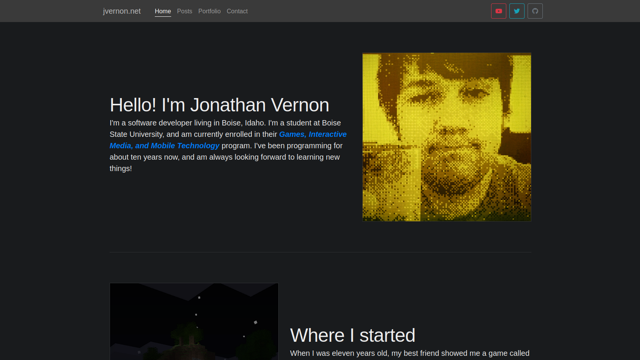 jvernon.net Home Posts Portfolio Contact
Hello! I'm Jonathan Vernon
I'm a software developer living in Boise, Idaho. I'm a student at Boise
State University, and am currently enrolled in their Games, Interactive
Media, and Mobile Technology program. I've been programming for
about ten years now, and am always looking forward to learning new
things!
Where I started
When I was eleven years old, my best friend showed me a game called